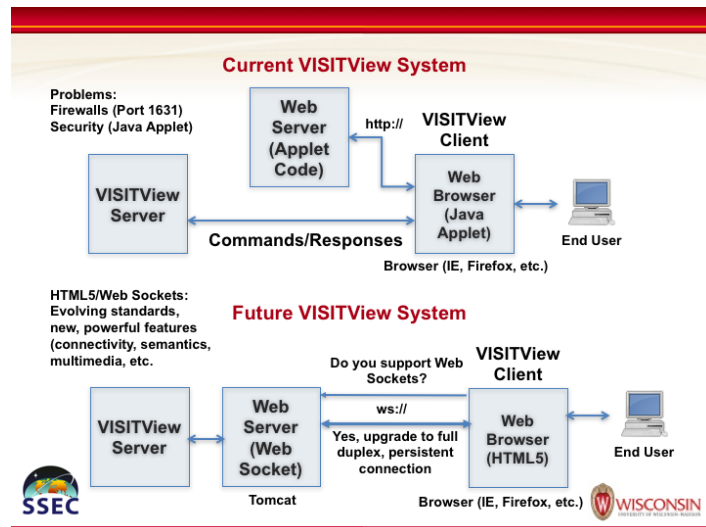 Current VISITView System
Problems:
Firewalls (Port 1631)
Security (Java Applet)
Web
Server
(Applet
Code)
http://
VISITView
Client
VISITView
Server
Web
Browser
(Java
Applet)
Commands/Responses
End User
Browser (IE, Firefox, etc.)
HTML5/Web Sockets:
Evolving standards,
new, powerful features
(connectivity, semantics,
multimedia, etc.
Future VISITView System
Do you support Web
Sockets?
VISITView
Client
VISITView
Server
Web
Server
(Web
Socket)
ws://
Yes, upgrade to full
duplex, persistent
connection
Web
Browser
(HTML5)
End User
Tomcat
Browser (IE, Firefox, etc.)
SSEC
WISCONSIN
UNIVERSITY OF WISCONSIN-MADISON